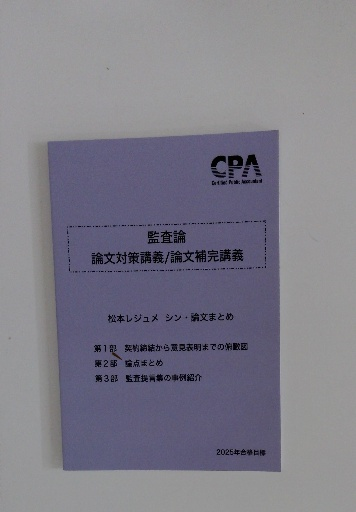 CPA
Certified Public Accountant
監査論
論文対策講義/論文補完講義
松本レジュメ シン・論文まとめ
第1部 契約締結から意見表明までの俯瞰図
第2部 論点まとめ
第3部 監査提言集の事例紹介
2025年合格目標